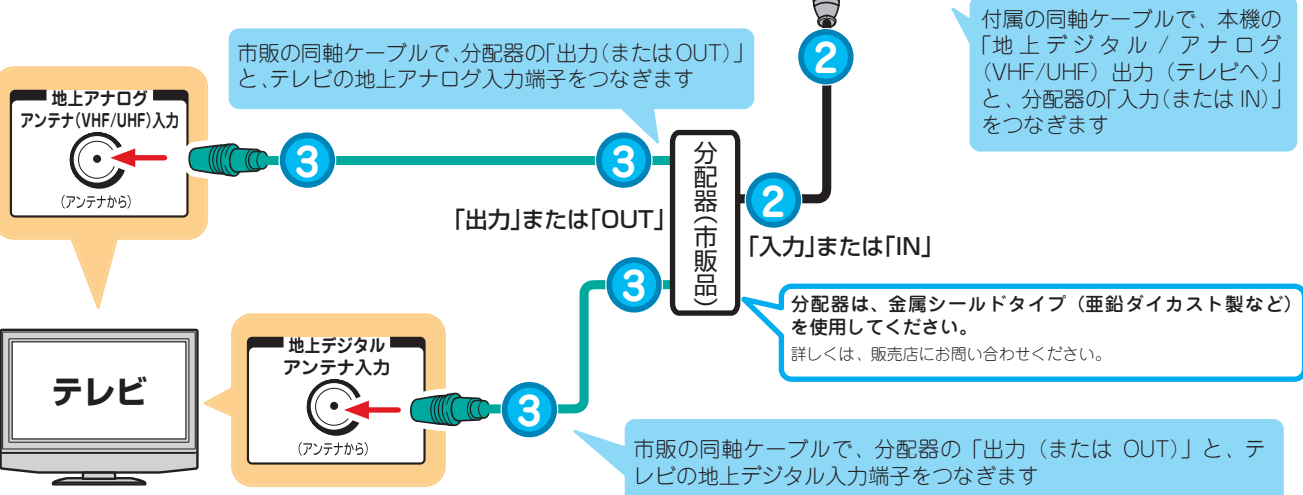 付属の同軸ケーブルで、本機の
「地上デジタル/アナログ
(VHF/UHF)出力(テレビへ)」
と、分配器の「入力(または IN)」
をつなぎます
市販の同軸ケーブルで、分配器の「出力(または OUT)」
と、テレビの地上アナログ入力端子をつなぎます
2
地上アナログ
アンテナ(VHF/UHF)入力
(アンテナから)
3
3
分配器(市販品)
2
「出力」または「OUT」
「入力」または「IN」
3
分配器は、金属シールドタイプ(亜鉛ダイカスト製など)
を使用してください。
詳しくは、販売店にお問い合わせください。
テレビ
地上デジタル
アンテナ入力
(アンテナから)
3
市販の同軸ケーブルで、分配器の「出力(または OUT)」と、テ
レビの地上デジタル入力端子をつなぎます